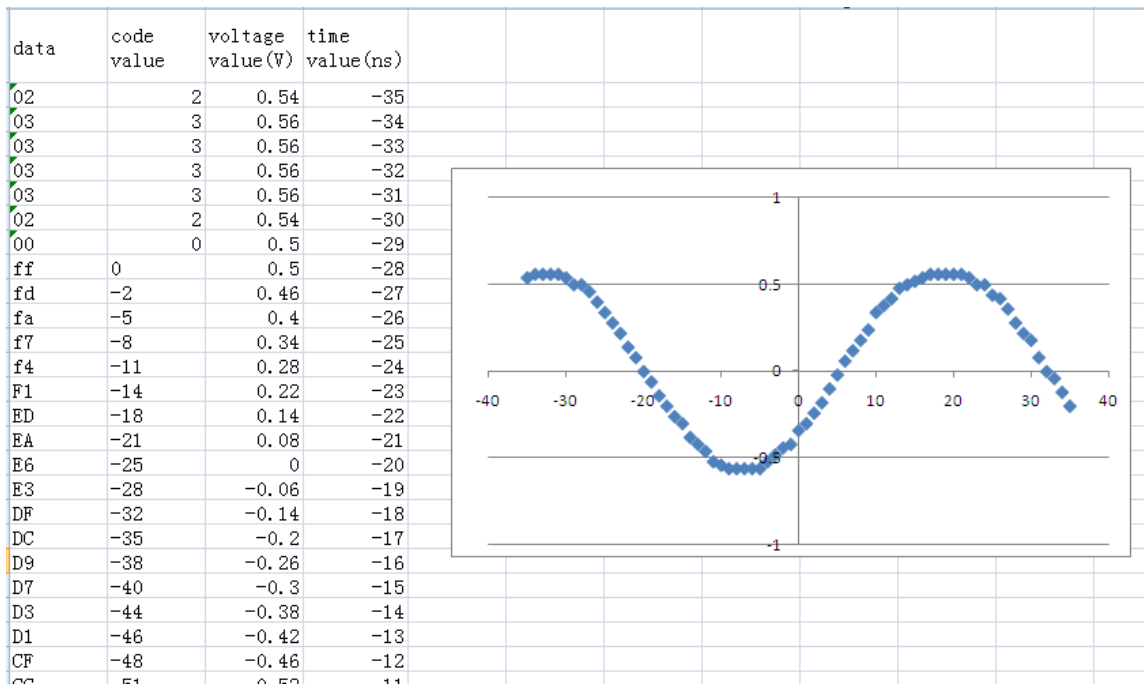 data code value voltage value(V) time value(ns)
02 2 0.54 -35
03 3 0.56 -34
03 3 0.56 -33
03 3 0.56 -32
03 3 0.56 -31
02 2 0.54 -30
00 0 0.5 -29
ff 0 0.5 -28
fd -2 0.46 -27
fa -5 0.4 -26
f7 -8 0.34 -25
f4 -11 0.28 -24
F1 -14 0.22 -23
ED -18 0.14 -22
EA -21 0.08 -21
E6 -25 0 -20
E3 -28 -0.06 -19
DF -32 -0.14 -18
DC -35 -0.2 -17
D9 -38 -0.26 -16
D7 -40 -0.3 -15
D3 -44 -0.38 -14
D1 -46 -0.42 -13
CF -48 -0.46 -12
1
0.5
0
-40 -30 -20 -10 0 10 20 30 40
-0.5
-1